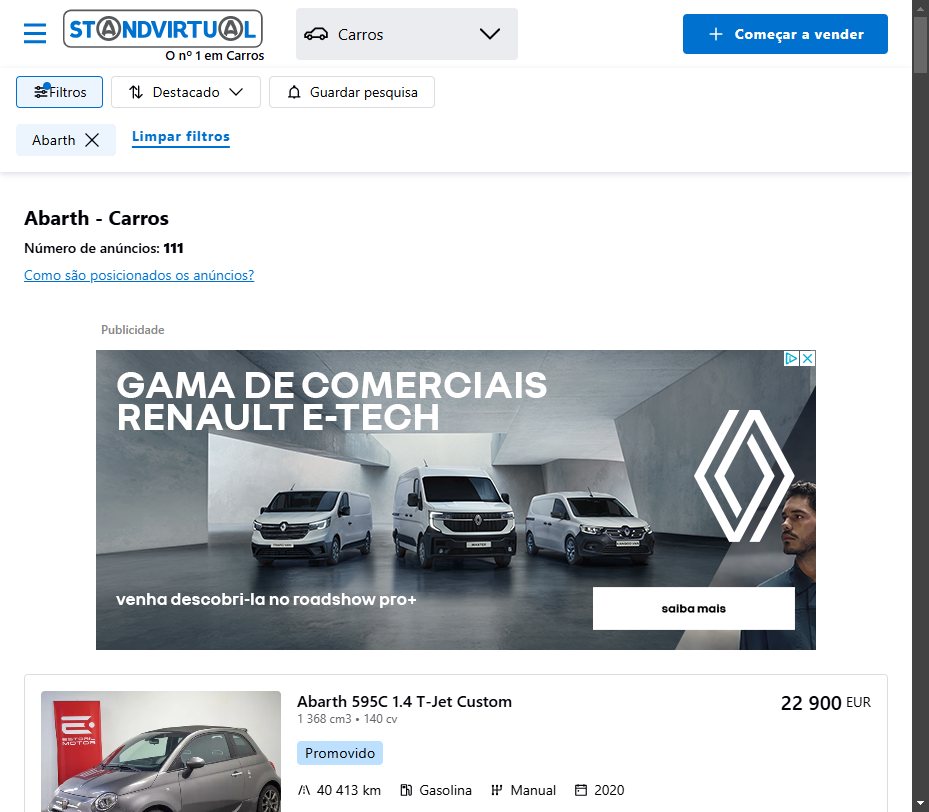 STANDVIRTUAL
O nº 1 em Carros
Carros
Começar a vender
Filtros
Destacado
Guardar pesquisa
Abarth
Limpar filtros
Abarth - Carros
Número de anúncios: 111
Como são posicionados os anúncios?
Publicidade
GAMA DE COMERCIAIS
RENAULT E-TECH
venha descobri-la no roadshow pro+
saiba mais
Abarth 595C 1.4 T-Jet Custom
22 900 EUR
1 368 cm3 • 140 cv
Promovido
ESTORIL
MOTOR
40 413 km
Gasolina
Manual
2020